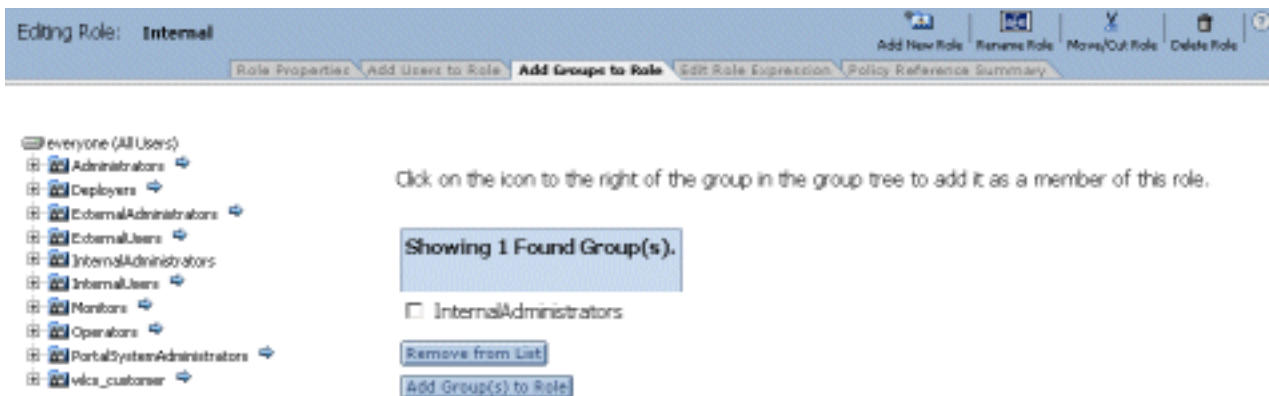 Editing Role: Internal
Add New Role Rename Role Move/Cut Role Delete Role
Role Properties Add Users to Role Add Groups to Role Edit Role Expression Policy Reference Summary
everyone (All Users)
Administrators
Deployers
ExternalAdministrators
ExternalUsers
InternalAdministrators
InternalUsers
Monitors
Operators
PortalSystemAdministrators
wlcs_customer
Click on the icon to the right of the group in the group tree to add it as a member of this role.
Showing 1 Found Group(s).
InternalAdministrators
Remove from List
Add Group(s) to Role